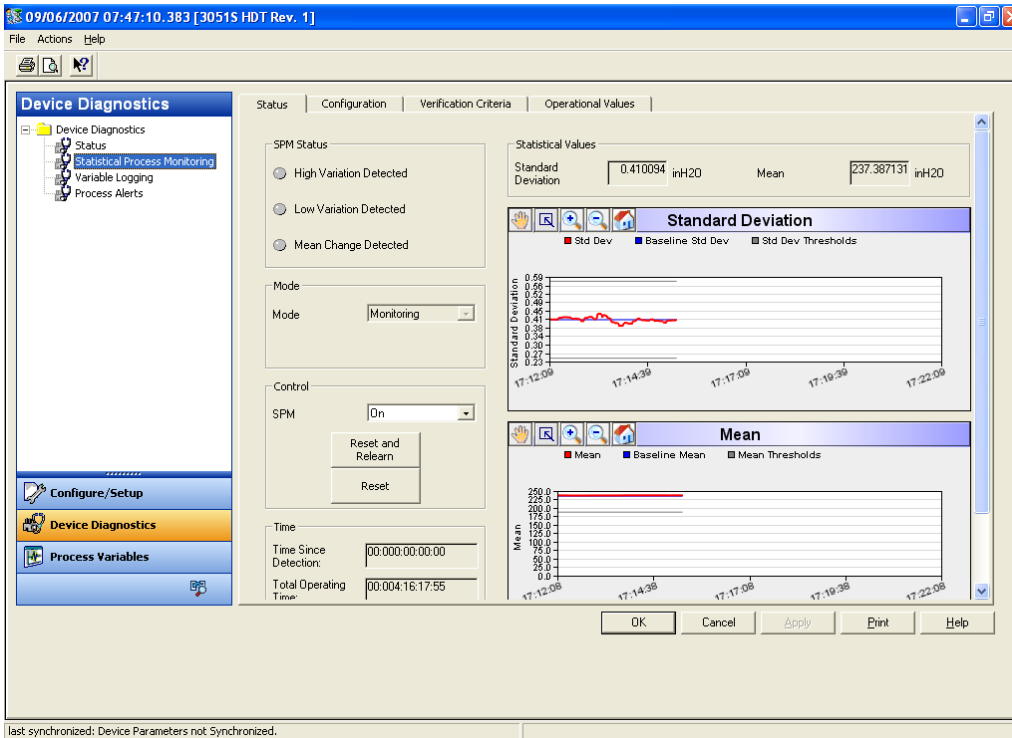 09/06/2007 07:47:10.383 [3051S HDT Rev. 1]
File Actions Help
Device Diagnostics
Device Diagnostics
Status
Statistical Process Monitoring
Variable Logging
Process Alerts
Configure/Setup
Device Diagnostics
Process Variables
Status Configuration Verification Criteria Operational Values
SPM Status
High Variation Detected
Low Variation Detected
Mean Change Detected
Mode
Mode Monitoring
Control
SPM On
Reset and
Relearn
Reset
Time
Time Since
Detection: 00:000:00:00:00
Total Operating
Time: 00:004:16:17:55
Statistical Values
Standard
Deviation 0.410094 inH2O Mean 237.387131 inH2O
Standard Deviation
Std Dev Baseline Std Dev Std Dev Thresholds
Standard Deviation
0.59
0.56
0.52
0.49
0.45
0.41
0.38
0.34
0.30
0.27
0.23
17:12:09 17:14:39 17:17:09 17:19:39 17:22:09
Mean
Mean Baseline Mean Mean Thresholds
Mean
250.0
225.0
200.0
175.0
150.0
125.0
100.0
75.0
50.0
25.0
0.0
17:12:08 17:14:38 17:17:08 17:19:38 17:22:08
OK Cancel Apply Print Help
last synchronized: Device Parameters not Synchronized.